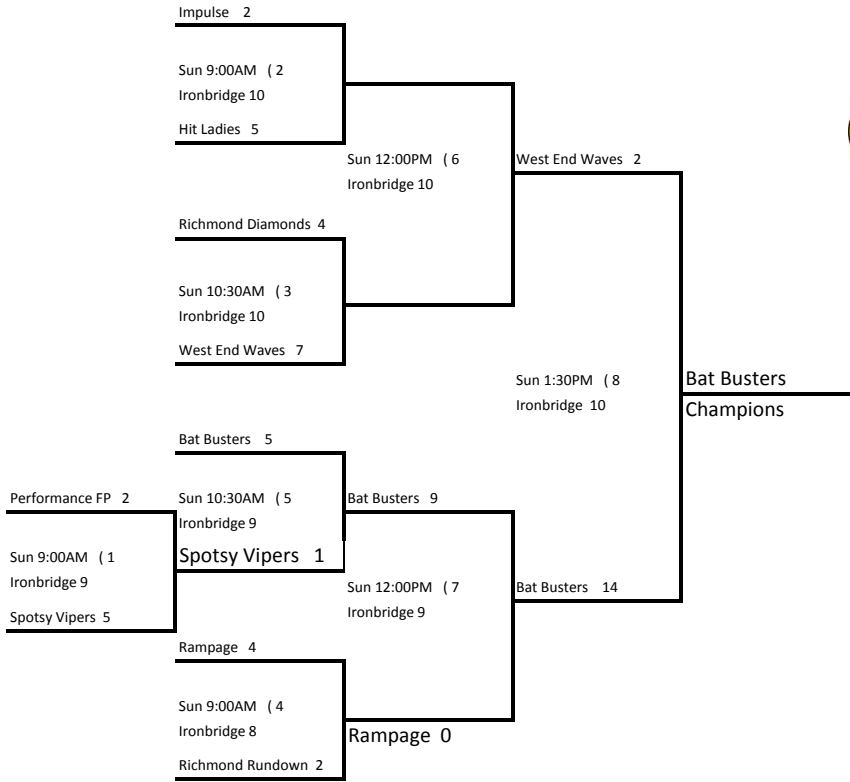 Impulse 2
Sun 9:00AM ( 2
Ironbridge 10
Hit Ladies 5
Sun 12:00PM ( 6
Ironbridge 10
West End Waves 2
Richmond Diamonds 4
Sun 10:30AM ( 3
Ironbridge 10
West End Waves 7
Sun 1:30PM ( 8
Ironbridge 10
Bat Busters
Champions
Bat Busters 5
Performance FP 2
Sun 10:30AM ( 5
Ironbridge 9
Bat Busters 9
Sun 9:00AM ( 1
Ironbridge 9
Spotsy Vipers 1
Spotsy Vipers 5
Sun 12:00PM ( 7
Ironbridge 9
Bat Busters 14
Rampage 4
Sun 9:00AM ( 4
Ironbridge 8
Rampage 0
Richmond Rundown 2